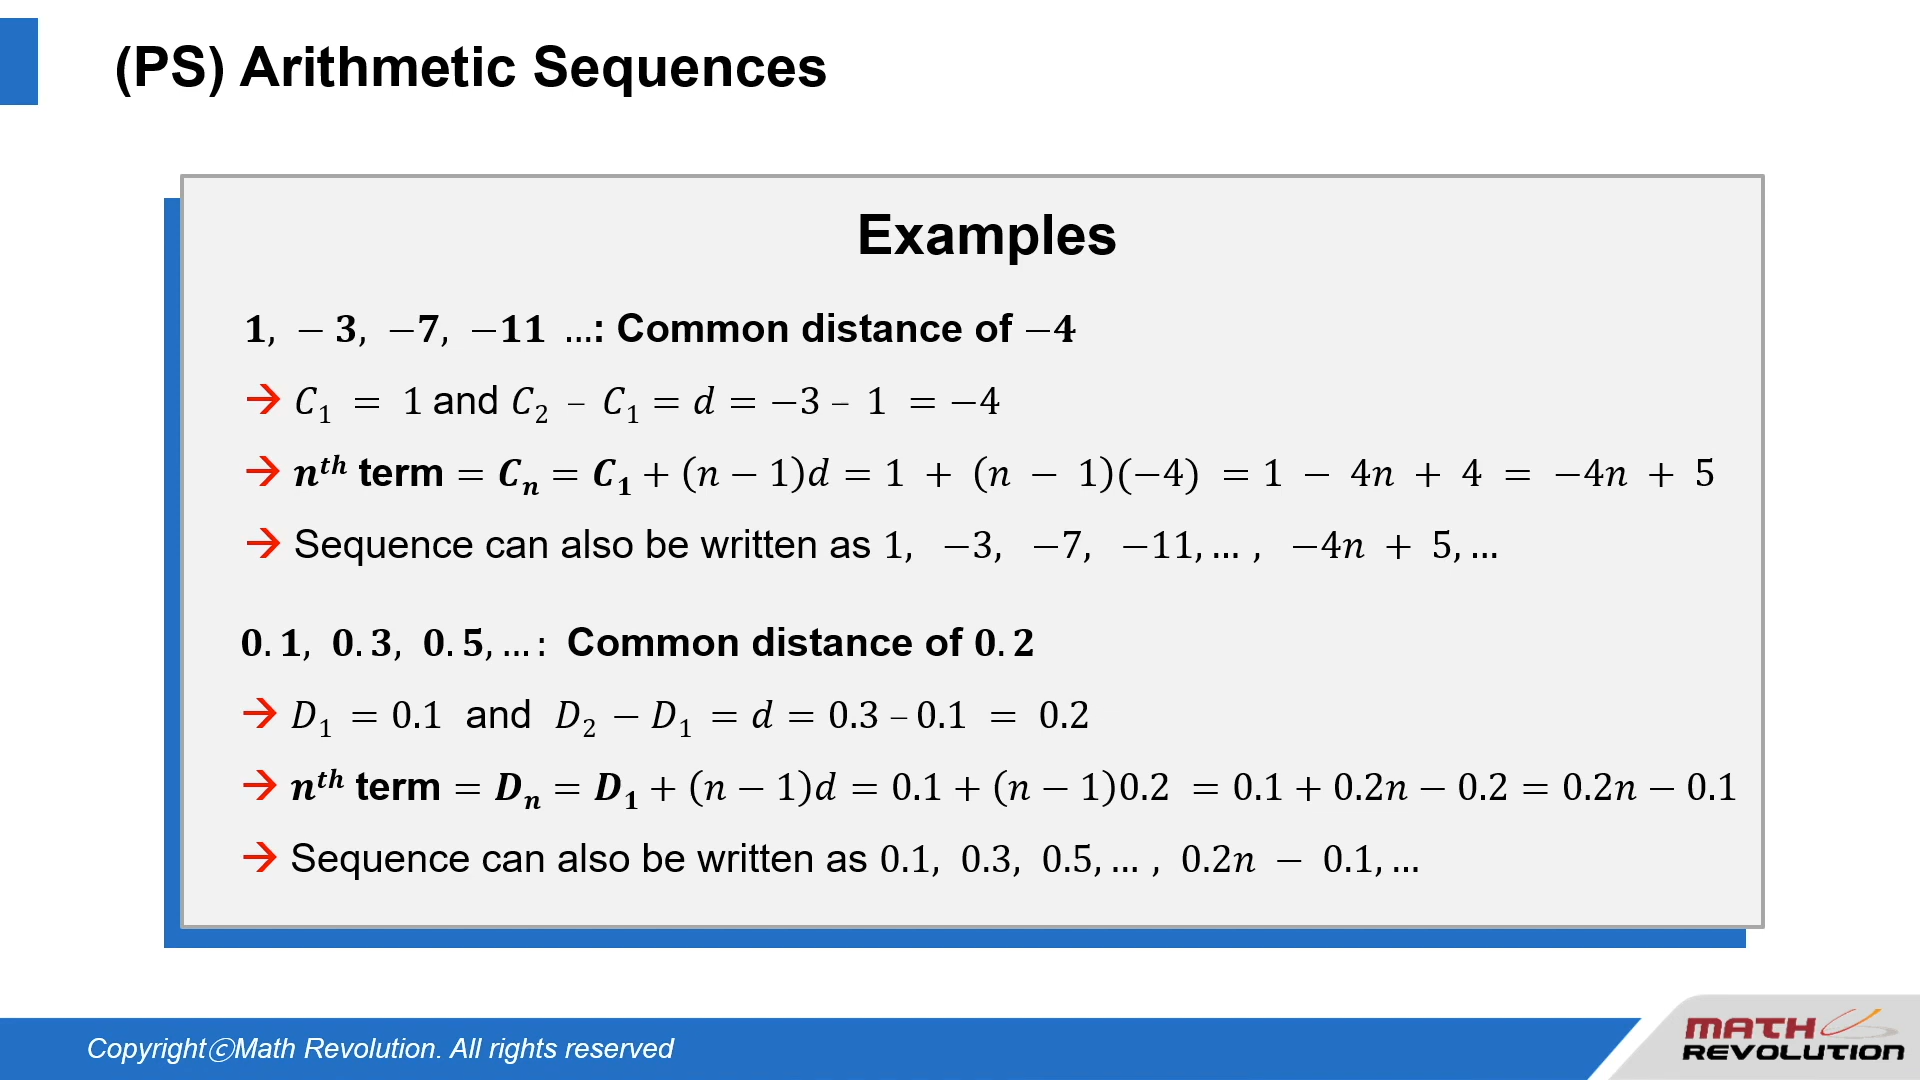 (PS) Arithmetic Sequences
Examples
1, −3, −7, −11 …: Common distance of −4
→ C₁ = 1 and C₂ – C₁ = d = −3 – 1 = −4
→ nᵗʰ term = Cₙ = C₁ + (n − 1)d = 1 + (n − 1)(−4) = 1 − 4n + 4 = −4n + 5
→ Sequence can also be written as 1, −3, −7, −11, … , −4n + 5, …
0.1, 0.3, 0.5, … : Common distance of 0.2
→ D₁ = 0.1 and D₂ − D₁ = d = 0.3 – 0.1 = 0.2
→ nᵗʰ term = Dₙ = D₁ + (n − 1)d = 0.1 + (n − 1)0.2 = 0.1 + 0.2n − 0.2 = 0.2n − 0.1
→ Sequence can also be written as 0.1, 0.3, 0.5, … , 0.2n − 0.1, …
CopyrightⓒMath Revolution. All rights reserved
MATH
REVOLUTION